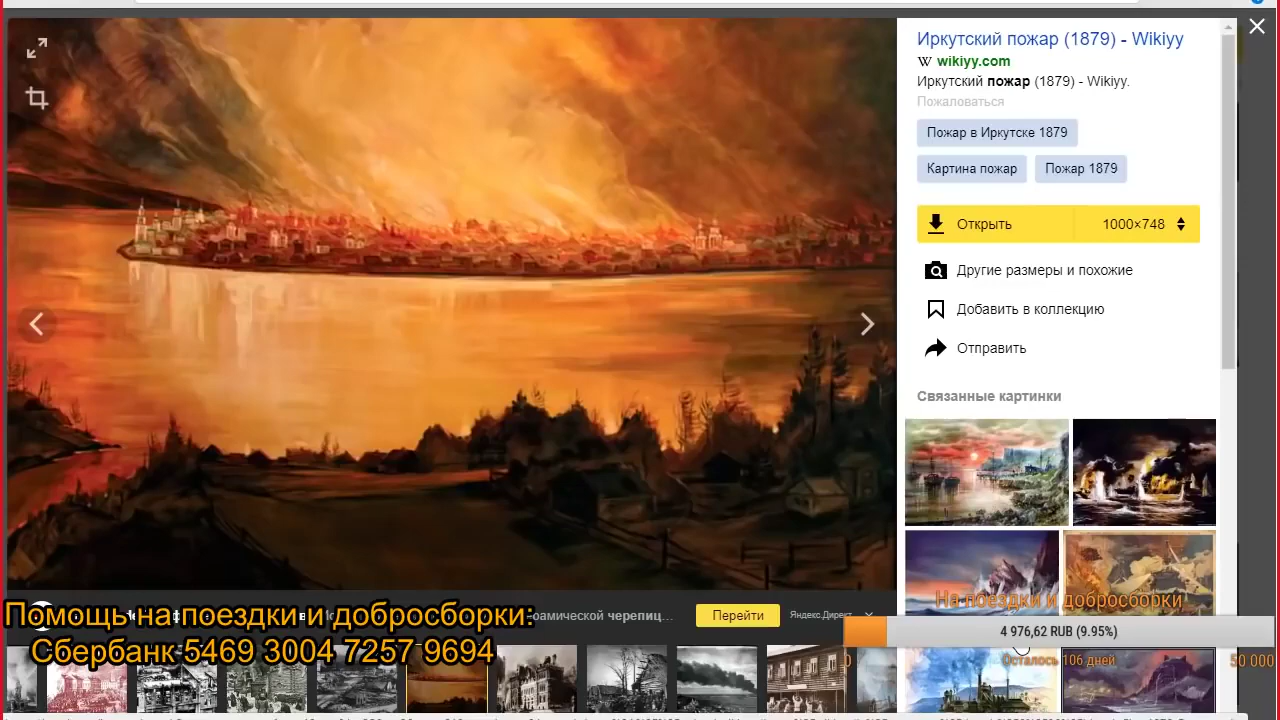 Иркутский пожар (1879) - Wikiyy
W wikiyy.com
Иркутский пожар (1879) - Wikiyy.
Пожаловаться
Пожар в Иркутске 1879
Картина пожар
Пожар 1879
Открыть
1000×748
Другие размеры и похожие
Добавить в коллекцию
Отправить
Связанные картинки
На поездки и добросборки
Помощь на поездки и добросборки:
черепиц…
Перейти
Яндекс.Директ
4 976,62 RUB (9.95%)
Сбербанк 5469 3004 7257 9694
0
Осталось 106 дней
50 000